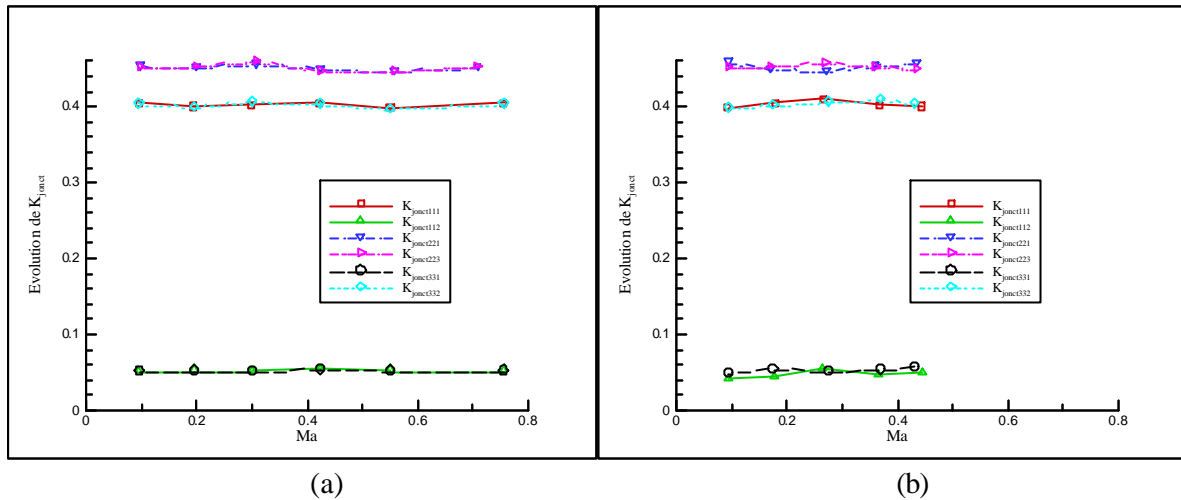 Evolution de K_jonct
0.4
0.3
0.2
0.1
0
0.2
0.4
0.6
0.8
Ma
K_jonct111
K_jonct112
K_jonct221
K_jonct223
K_jonct331
K_jonct332
(a)
Evolution de K_jonct
0.4
0.3
0.2
0.1
0
0
0.2
0.4
0.6
0.8
Ma
K_jonct111
K_jonct112
K_jonct221
K_jonct223
K_jonct331
K_jonct332
(b)